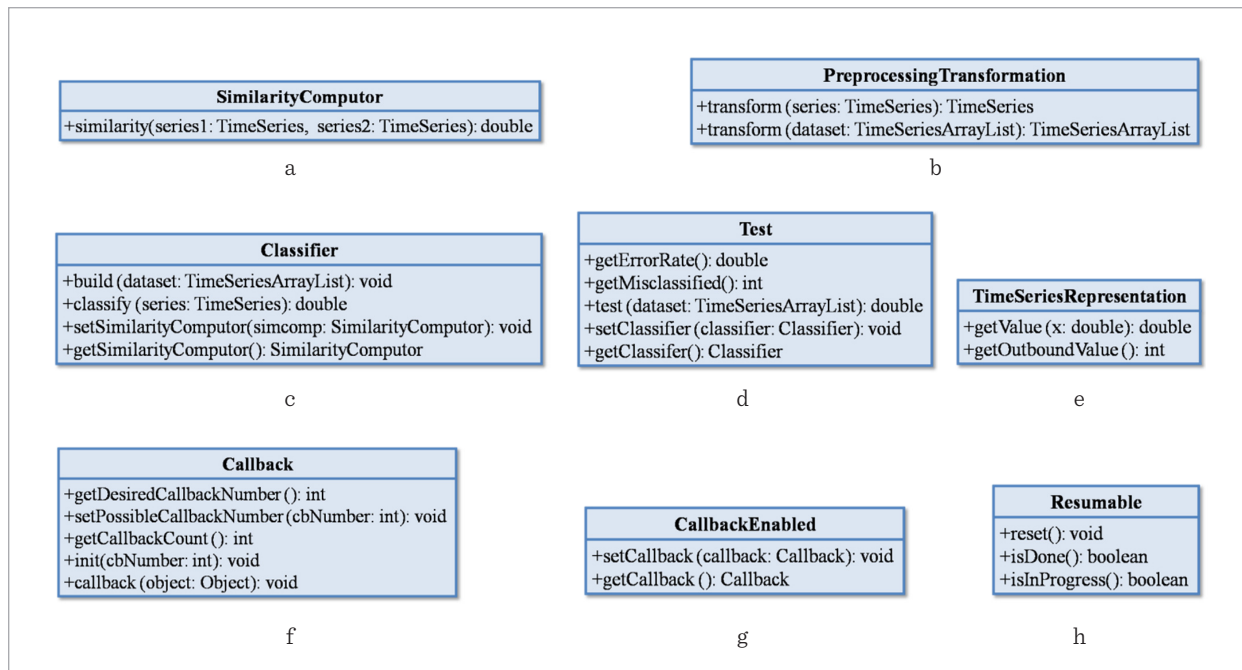 SimilarityComputor
+similarity(series1: TimeSeries, series2: TimeSeries): double
a
PreprocessingTransformation
+transform (series: TimeSeries): TimeSeries
+transform (dataset: TimeSeriesArrayList): TimeSeriesArrayList
b
Classifier
+build (dataset: TimeSeriesArrayList): void
+classify (series: TimeSeries): double
+setSimilarityComputor(simcomp: SimilarityComputor): void
+getSimilarityComputor(): SimilarityComputor
c
Test
+getErrorRate(): double
+getMisclassified(): int
+test (dataset: TimeSeriesArrayList): double
+setClassifier (classifier: Classifier): void
+getClassifer(): Classifier
d
TimeSeriesRepresentation
+getValue (x: double): double
+getOutboundValue (): int
e
Callback
+getDesiredCallbackNumber (): int
+setPossibleCallbackNumber (cbNumber: int): void
+getCallbackCount (): int
+init(cbNumber: int): void
+callback (object: Object): void
f
CallbackEnabled
+setCallback (callback: Callback): void
+getCallback (): Callback
g
Resumable
+reset(): void
+isDone(): boolean
+isInProgress(): boolean
h